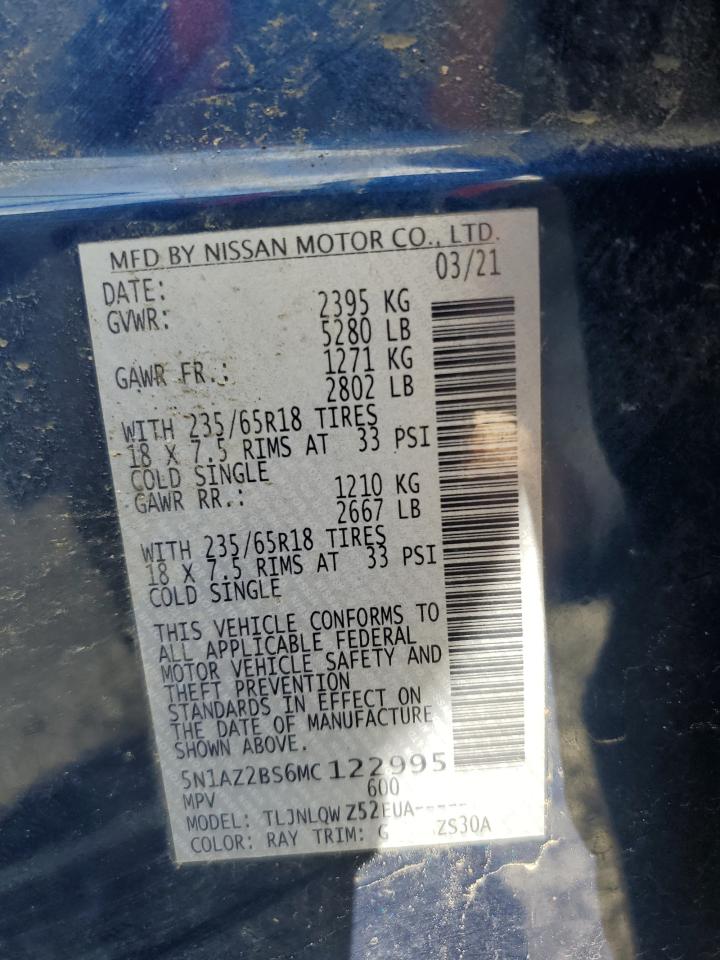 MFD BY NISSAN MOTOR CO., LTD.
DATE: 03/21
GVWR: 2395 KG
5280 LB
GAWR FR.: 1271 KG
2802 LB
WITH 235/65R18 TIRES
18 X 7.5 RIMS AT 33 PSI
COLD SINGLE
GAWR RR.: 1210 KG
2667 LB
WITH 235/65R18 TIRES
18 X 7.5 RIMS AT 33 PSI
COLD SINGLE
THIS VEHICLE CONFORMS TO
ALL APPLICABLE FEDERAL
MOTOR VEHICLE SAFETY AND
THEFT PREVENTION
STANDARDS IN EFFECT ON
THE DATE OF MANUFACTURE
SHOWN ABOVE.
5N1AZ2BS6MC 122995
MPV 600
MODEL: TLJNLQW Z52EUA-----
COLOR: RAY TRIM: G ZS30A